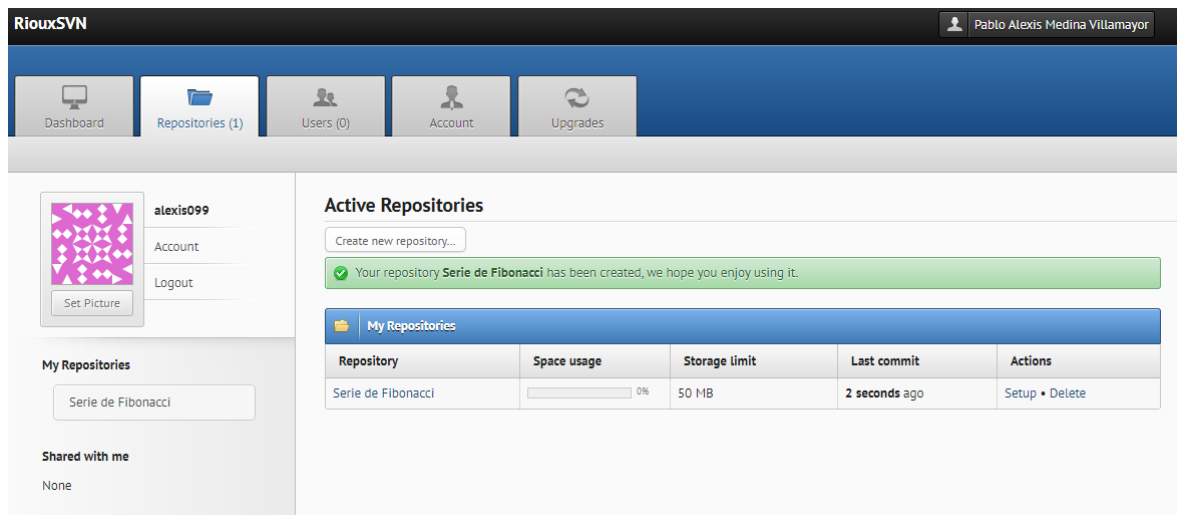 RiouxSVN
Pablo Alexis Medina Villamayor
Dashboard
Repositories (1)
Users (0)
Account
Upgrades
alexis099
Account
Logout
Set Picture
My Repositories
Serie de Fibonacci
Shared with me
None
Active Repositories
Create new repository...
Your repository Serie de Fibonacci has been created, we hope you enjoy using it.
My Repositories
Repository Space usage Storage limit Last commit Actions
Serie de Fibonacci 0% 50 MB 2 seconds ago Setup • Delete